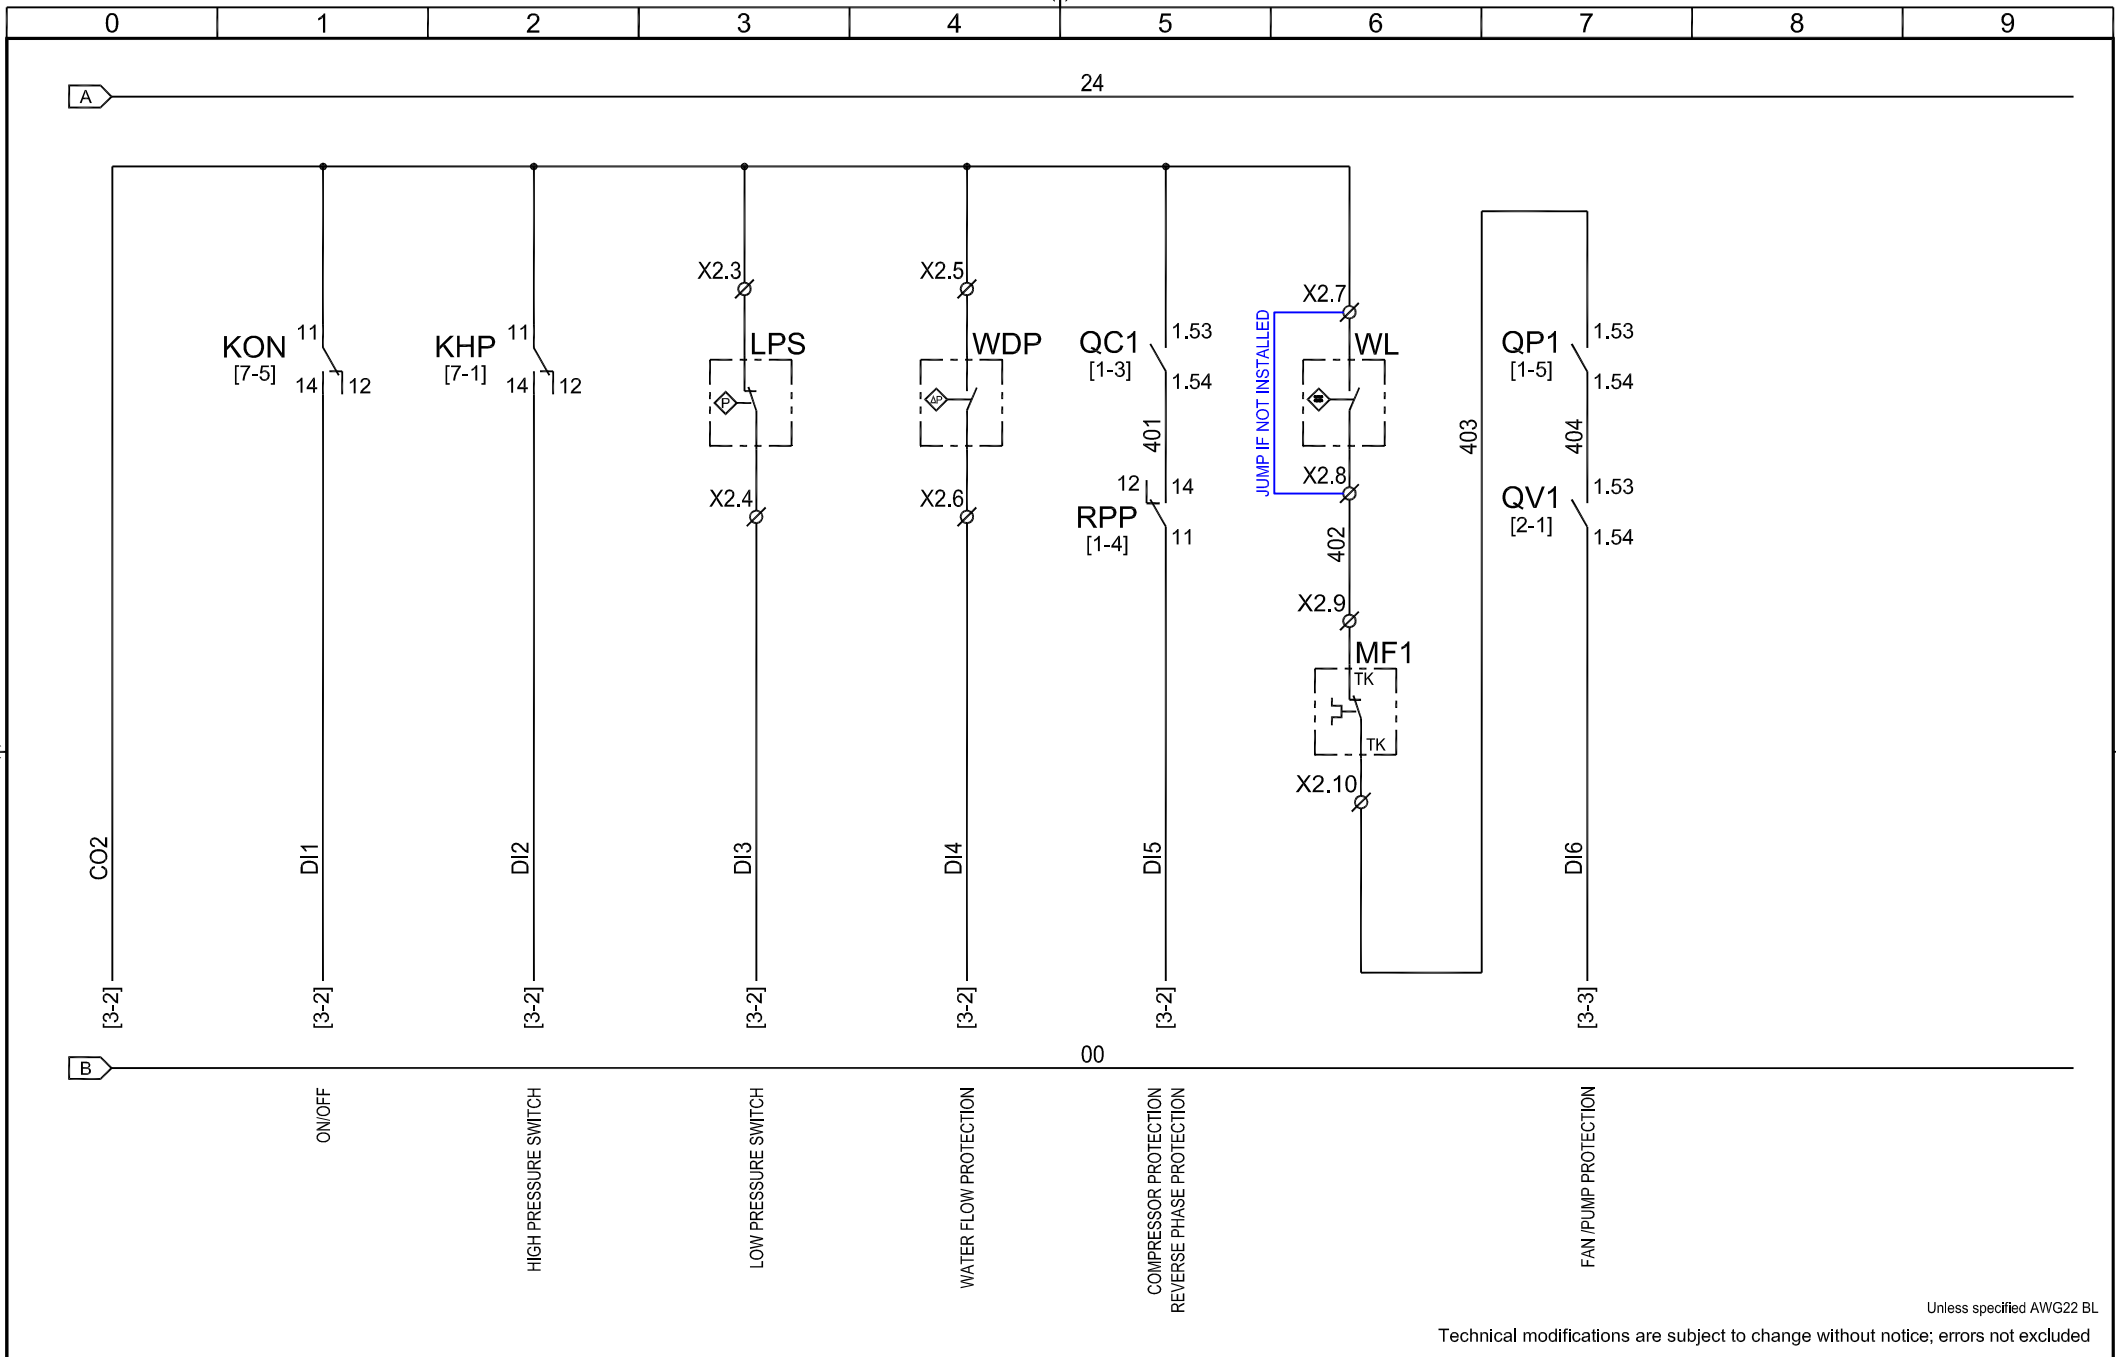 0 1 2 3 4 5 6 7 8 9
A
24
X2.3
X2.5
X2.7
KON
[7-5]
11
14
12
KHP
[7-1]
11
14
12
LPS
P
X2.4
WDP
ΔP
X2.6
QC1
[1-3]
1.53
1.54
401
12
14
RPP
[1-4]
11
JUMP IF NOT INSTALLED
WL
X2.8
402
X2.9
MF1
TK
TK
X2.10
403
QP1
[1-5]
1.53
1.54
404
QV1
[2-1]
1.53
1.54
CO2
DI1
DI2
DI3
DI4
DI5
DI6
[3-2]
[3-2]
[3-2]
[3-2]
[3-2]
[3-2]
[3-3]
B
00
ON/OFF
HIGH PRESSURE SWITCH
LOW PRESSURE SWITCH
WATER FLOW PROTECTION
COMPRESSOR PROTECTION
REVERSE PHASE PROTECTION
FAN /PUMP PROTECTION
Unless specified AWG22 BL
Technical modifications are subject to change without notice; errors not excluded